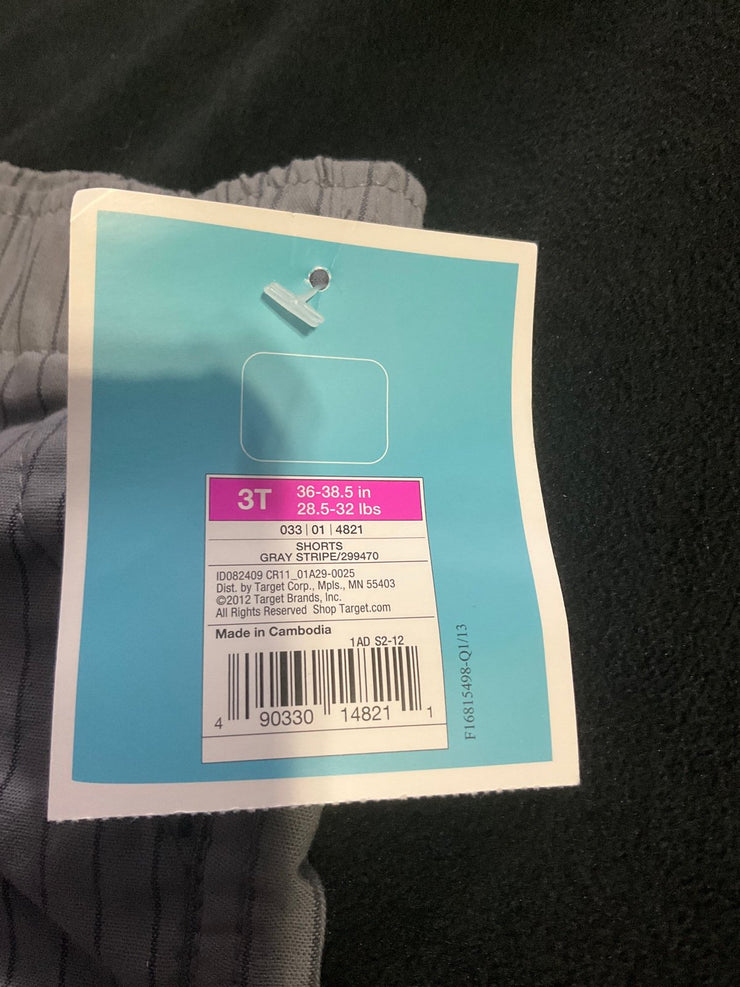 3T
36-38.5 in
28.5-32 lbs
033 | 01 | 4821
SHORTS
GRAY STRIPE/299470
ID082409 CR11_01A29-0025
Dist. by Target Corp., Mpls., MN 55403
©2012 Target Brands, Inc.
All Rights Reserved Shop Target.com
Made in Cambodia
1AD S2-12
4 90330 14821 1
F16815498-Q1/13